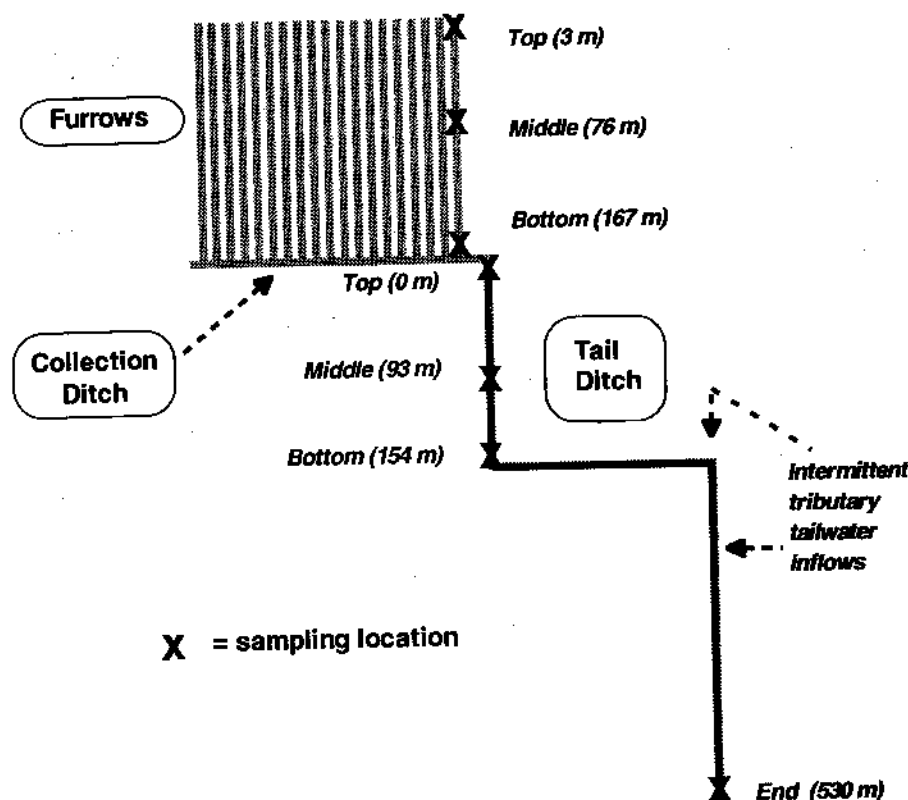 Top (3 m)
Furrows
Middle (76 m)
Bottom (167 m)
Top (0 m)
Collection
Ditch
Tail
Ditch
Middle (93 m)
Bottom (154 m)
Intermittent
tributary
tailwater
inflows
X = sampling location
End (530 m)